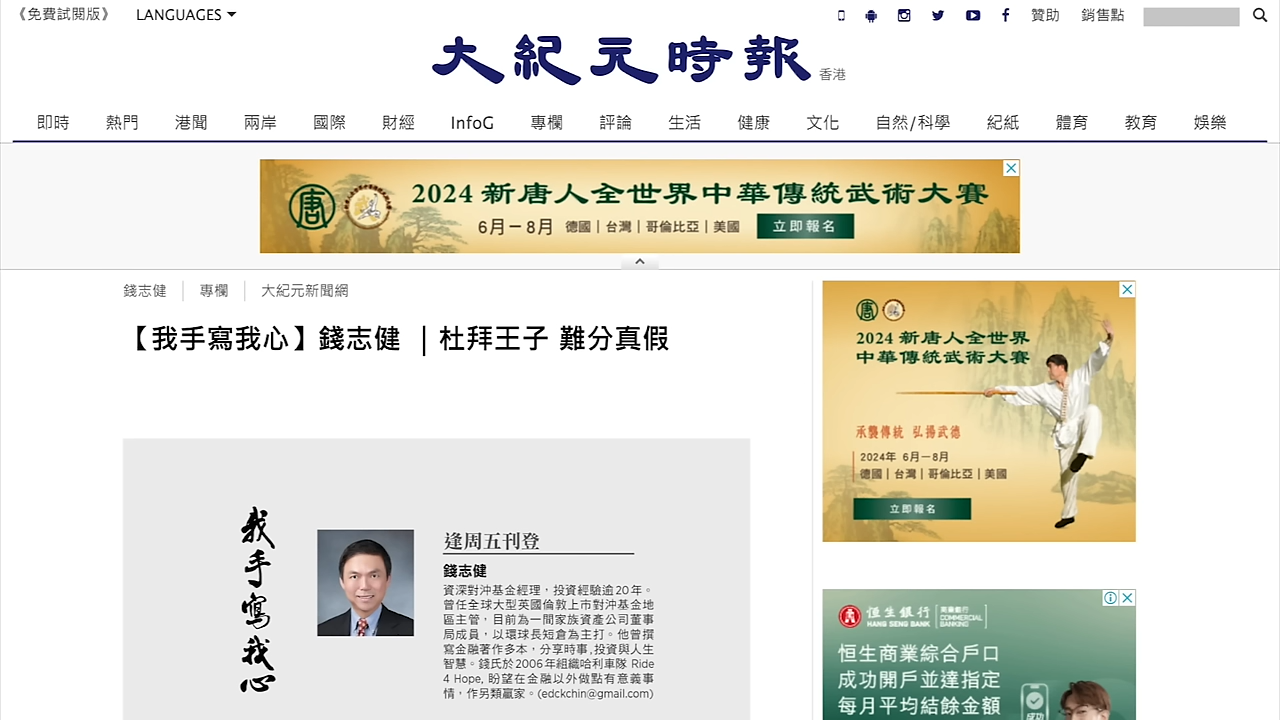 《免費試閱版》 LANGUAGES 贊助 銷售點
大紀元時報 香港
即時 熱門 港聞 兩岸 國際 財經 InfoG 專欄 評論 生活 健康 文化 自然/科學 紀紙 體育 教育 娛樂
唐 2024 新唐人全世界中華傳統武術大賽
6月－8月 德國｜台灣｜哥倫比亞｜美國 立即報名
錢志健 專欄 大紀元新聞網
【我手寫我心】錢志健 ｜杜拜王子 難分真假
我手寫我心
逢周五刊登
錢志健
資深對沖基金經理，投資經驗逾20年。
曾任全球大型英國倫敦上市對沖基金地
區主管，目前為一間家族資產公司董事
局成員，以環球長短倉為主打。他曾撰
寫金融著作多本，分享時事,投資與人生
智慧。錢氏於2006年組織哈利車隊 Ride
4 Hope, 盼望在金融以外做點有意義事
情，作另類贏家。(edckchin@gmail.com)
唐
2024 新唐人全世界
中華傳統武術大賽
承襲傳統 弘揚武德
2024年 6月－8月
德國｜台灣｜哥倫比亞｜美國
立即報名
恒生銀行 商業銀行
HANG SENG BANK COMMERCIAL BANKING
恒生商業綜合戶口
成功開戶並達指定
每月平均結餘金額
成功